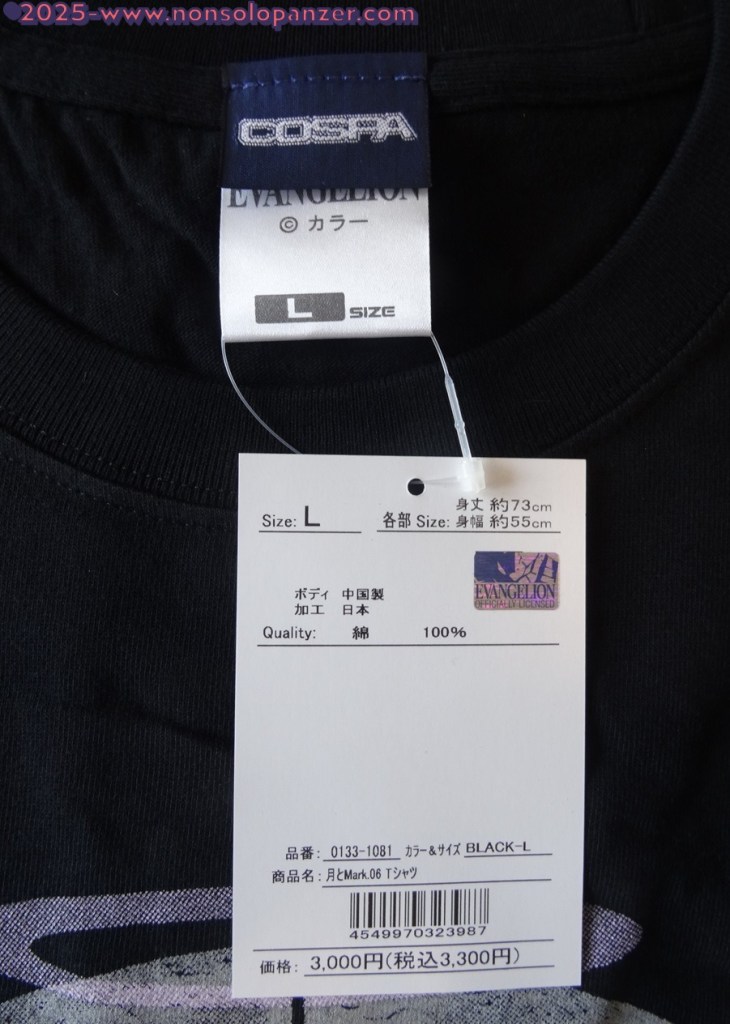 ©2025-www.nonsolopanzer.com
COSPA
EVANGELION
© カラー
L SIZE
Size: L
身丈 約73cm
各部 Size: 身幅 約55cm
EVANGELION
OFFICIALLY LICENSED
ボディ 中国製
加工 日本
Quality: 綿 100%
品番: 0133-1081 カラー&サイズ BLACK-L
商品名: 月とMark.06 Tシャツ
4549970323987
価格: 3,000円(税込3,300円)